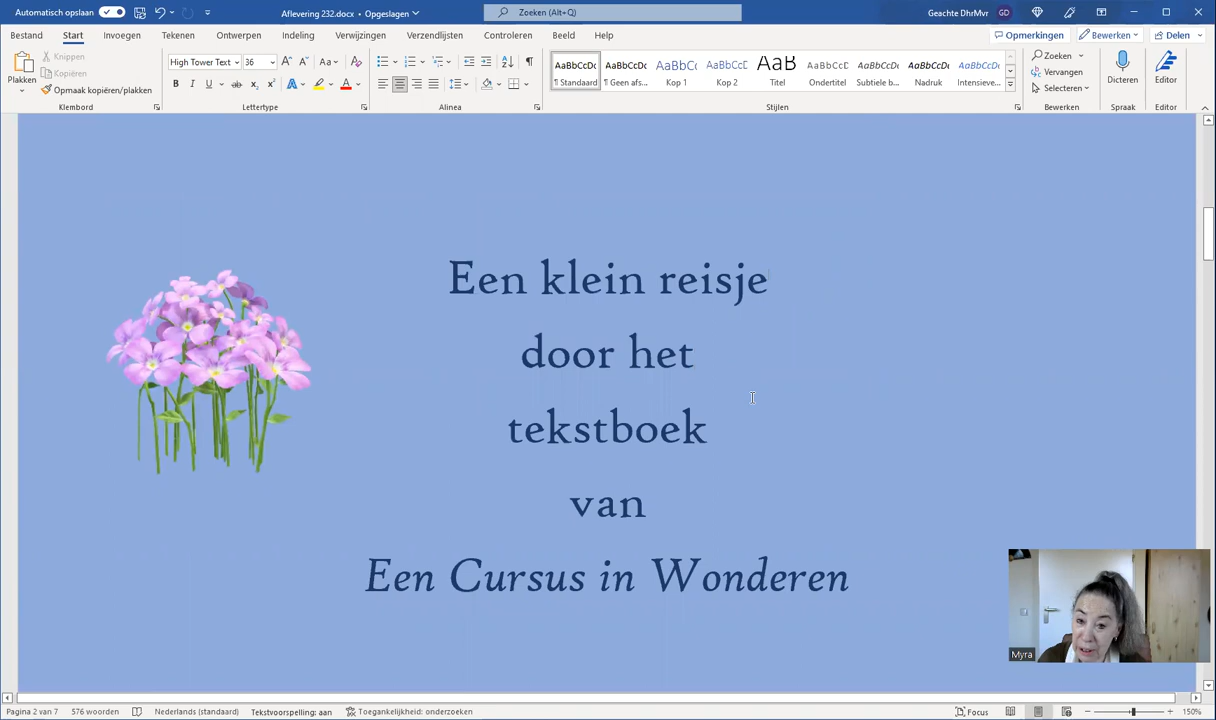 Automatisch opslaan
Aflevering 232.docx • Opgeslagen
Zoeken (Alt+Q)
Geachte DhrMvr
GD
Bestand Start Invoegen Tekenen Ontwerpen Indeling Verwijzingen Verzendlijsten Controleren Beeld Help
Opmerkingen
Bewerken
Delen
Plakken
Knippen
Kopiëren
Opmaak kopiëren/plakken
Klembord
High Tower Text 36
Lettertype
Alinea
AaBbCcDc AaBbCcDc AaBbCcC AaBbCcD AaB AaBbCcD AaBbCcDc AaBbCcDc AaBbCcDc
¶ Standaard ¶ Geen afs... Kop 1 Kop 2 Titel Ondertitel Subtiele b... Nadruk Intensieve...
Stijlen
Zoeken
Vervangen
Selecteren
Bewerken
Dicteren
Spraak
Editor
Editor
Een klein reisje
door het
tekstboek
van
Een Cursus in Wonderen
Myra
Pagina 2 van 7 576 woorden Nederlands (standaard) Tekstvoorspelling: aan Toegankelijkheid: onderzoeken
Focus
150%